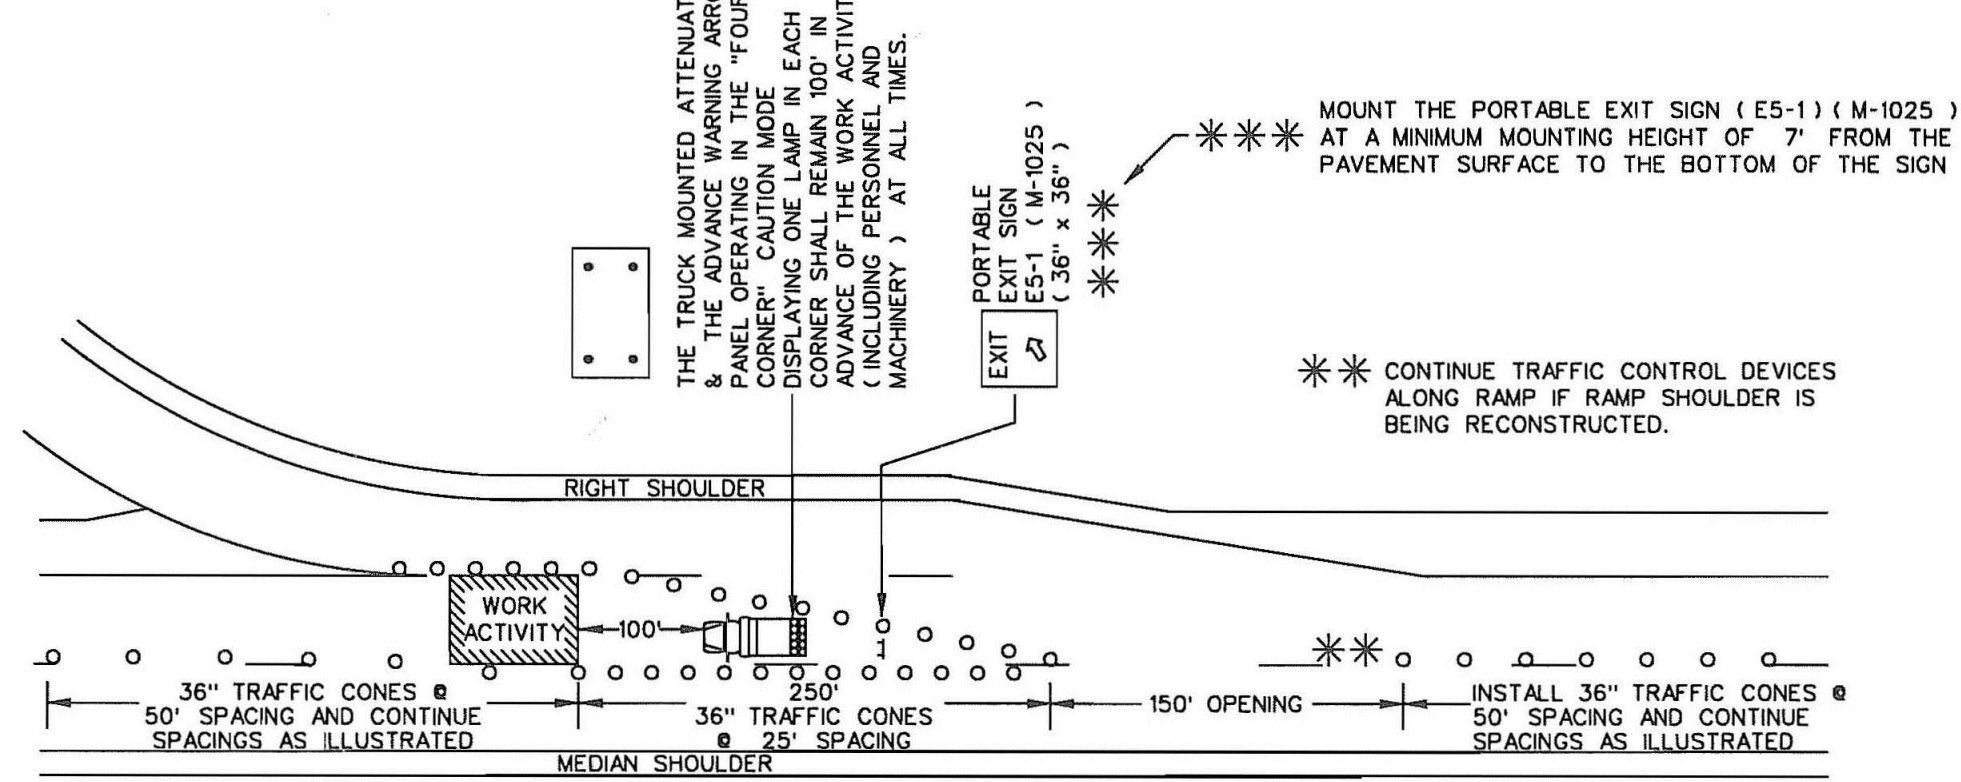 THE TRUCK MOUNTED
& THE ADVANCE WARNING
PANEL OPERATING IN THE "FOUR
CORNER" CAUTION MODE
DISPLAYING ONE LAMP IN EACH
CORNER SHALL REMAIN 100' IN
ADVANCE OF THE WORK
( INCLUDING PERSONNEL AND
MACHINERY ) AT ALL TIMES.
PORTABLE
EXIT SIGN
E5-1 ( M-1025 )
( 36" x 36" )
***
EXIT
*** MOUNT THE PORTABLE EXIT SIGN ( E5-1 ) ( M-1025 )
AT A MINIMUM MOUNTING HEIGHT OF 7' FROM THE
PAVEMENT SURFACE TO THE BOTTOM OF THE SIGN
** CONTINUE TRAFFIC CONTROL DEVICES
ALONG RAMP IF RAMP SHOULDER IS
BEING RECONSTRUCTED.
RIGHT SHOULDER
WORK
ACTIVITY
100'
**
36" TRAFFIC CONES @
50' SPACING AND CONTINUE
SPACINGS AS ILLUSTRATED
250'
36" TRAFFIC CONES
@ 25' SPACING
150' OPENING
INSTALL 36" TRAFFIC CONES @
50' SPACING AND CONTINUE
SPACINGS AS ILLUSTRATED
MEDIAN SHOULDER